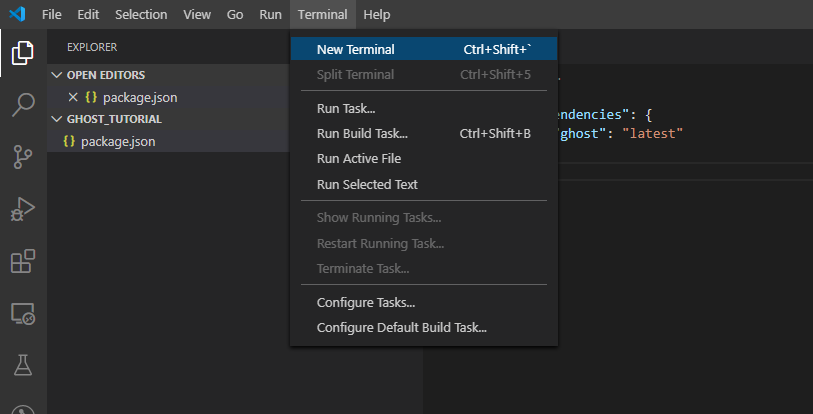 File Edit Selection View Go Run Terminal Help
EXPLORER
OPEN EDITORS
package.json
GHOST_TUTORIAL
package.json
New Terminal Ctrl+Shift+`
Split Terminal Ctrl+Shift+5
Run Task...
Run Build Task... Ctrl+Shift+B
Run Active File
Run Selected Text
Show Running Tasks...
Restart Running Task...
Terminate Task...
Configure Tasks...
Configure Default Build Task...
endencies": {
ghost": "latest"